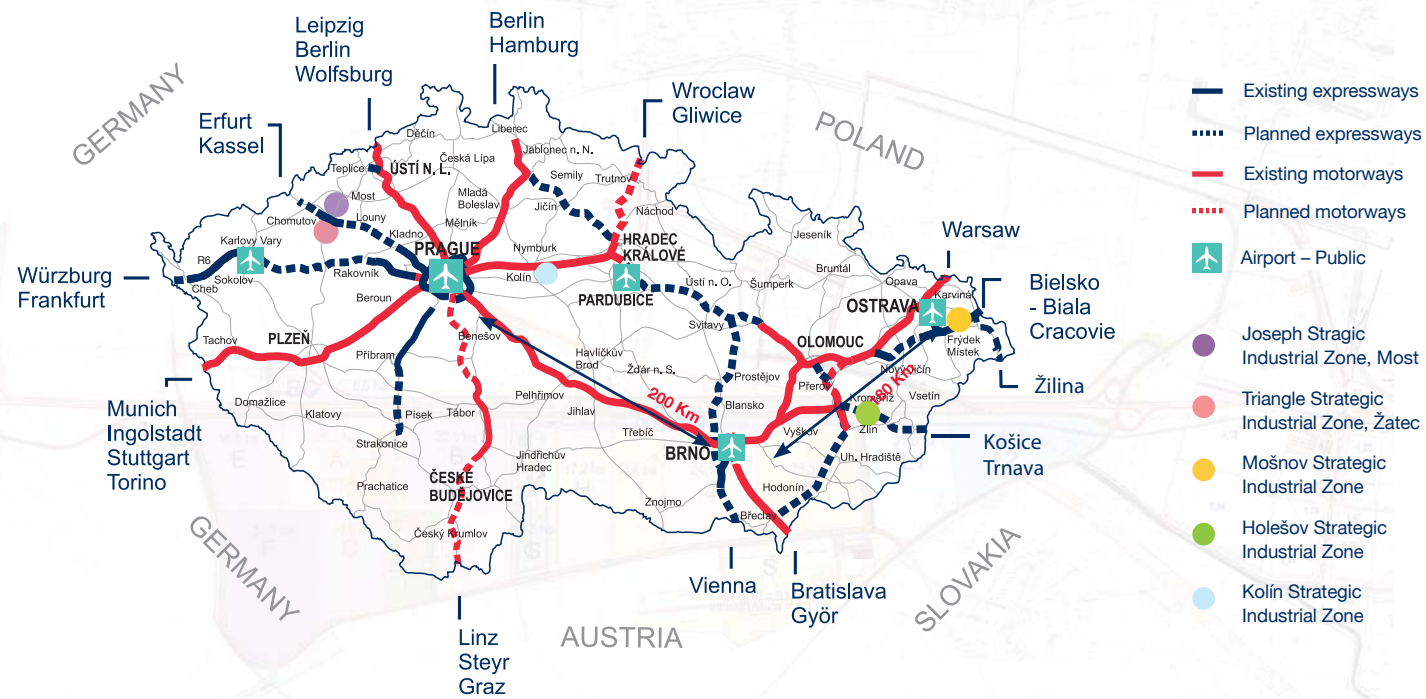 Leipzig
Berlin
Wolfsburg
Berlin
Hamburg
Wroclaw
Gliwice
Erfurt
Kassel
GERMANY
POLAND
Würzburg
Frankfurt
Warsaw
Bielsko
- Biala
Cracovie
Žilina
Košice
Trnava
Munich
Ingolstadt
Stuttgart
Torino
GERMANY
Linz
Steyr
Graz
AUSTRIA
Vienna
Bratislava
Györ
SLOVAKIA
Děčín
Liberec
Jablonec n. N.
Teplice
ÚSTÍ N. L.
Česká Lípa
Semily
Trutnov
Most
Mladá
Boleslav
Jičín
Náchod
Chomutov
Louny
Mělník
Kladno
Karlovy Vary
PRAGUE
Nymburk
HRADEC
KRÁLOVÉ
Jeseník
R6
Sokolov
Cheb
Rakovník
Kolín
PARDUBICE
Ústí n. O.
Šumperk
Bruntál
Opava
Karviná
Beroun
OSTRAVA
Svitavy
Tachov
PLZEŇ
Benešov
OLOMOUC
Frýdek
Místek
Příbram
Havlíčkův
Brod
Žďár n. S.
Prostějov
Přerov
Nový Jičín
Domažlice
Klatovy
Písek
Tábor
Pelhřimov
Jihlav
200 Km
Blansko
Kroměříž
Vsetín
Strakonice
Třebíč
BRNO
Vyškov
Zlín
Jindřichův
Hradec
Uh. Hradiště
Prachatice
ČESKÉ
BUDĚJOVICE
Znojmo
Hodonín
Břeclav
Český Krumlov
Existing expressways
Planned expressways
Existing motorways
Planned motorways
Airport – Public
Joseph Stragic
Industrial Zone, Most
Triangle Strategic
Industrial Zone, Žatec
Mošnov Strategic
Industrial Zone
Holešov Strategic
Industrial Zone
Kolín Strategic
Industrial Zone